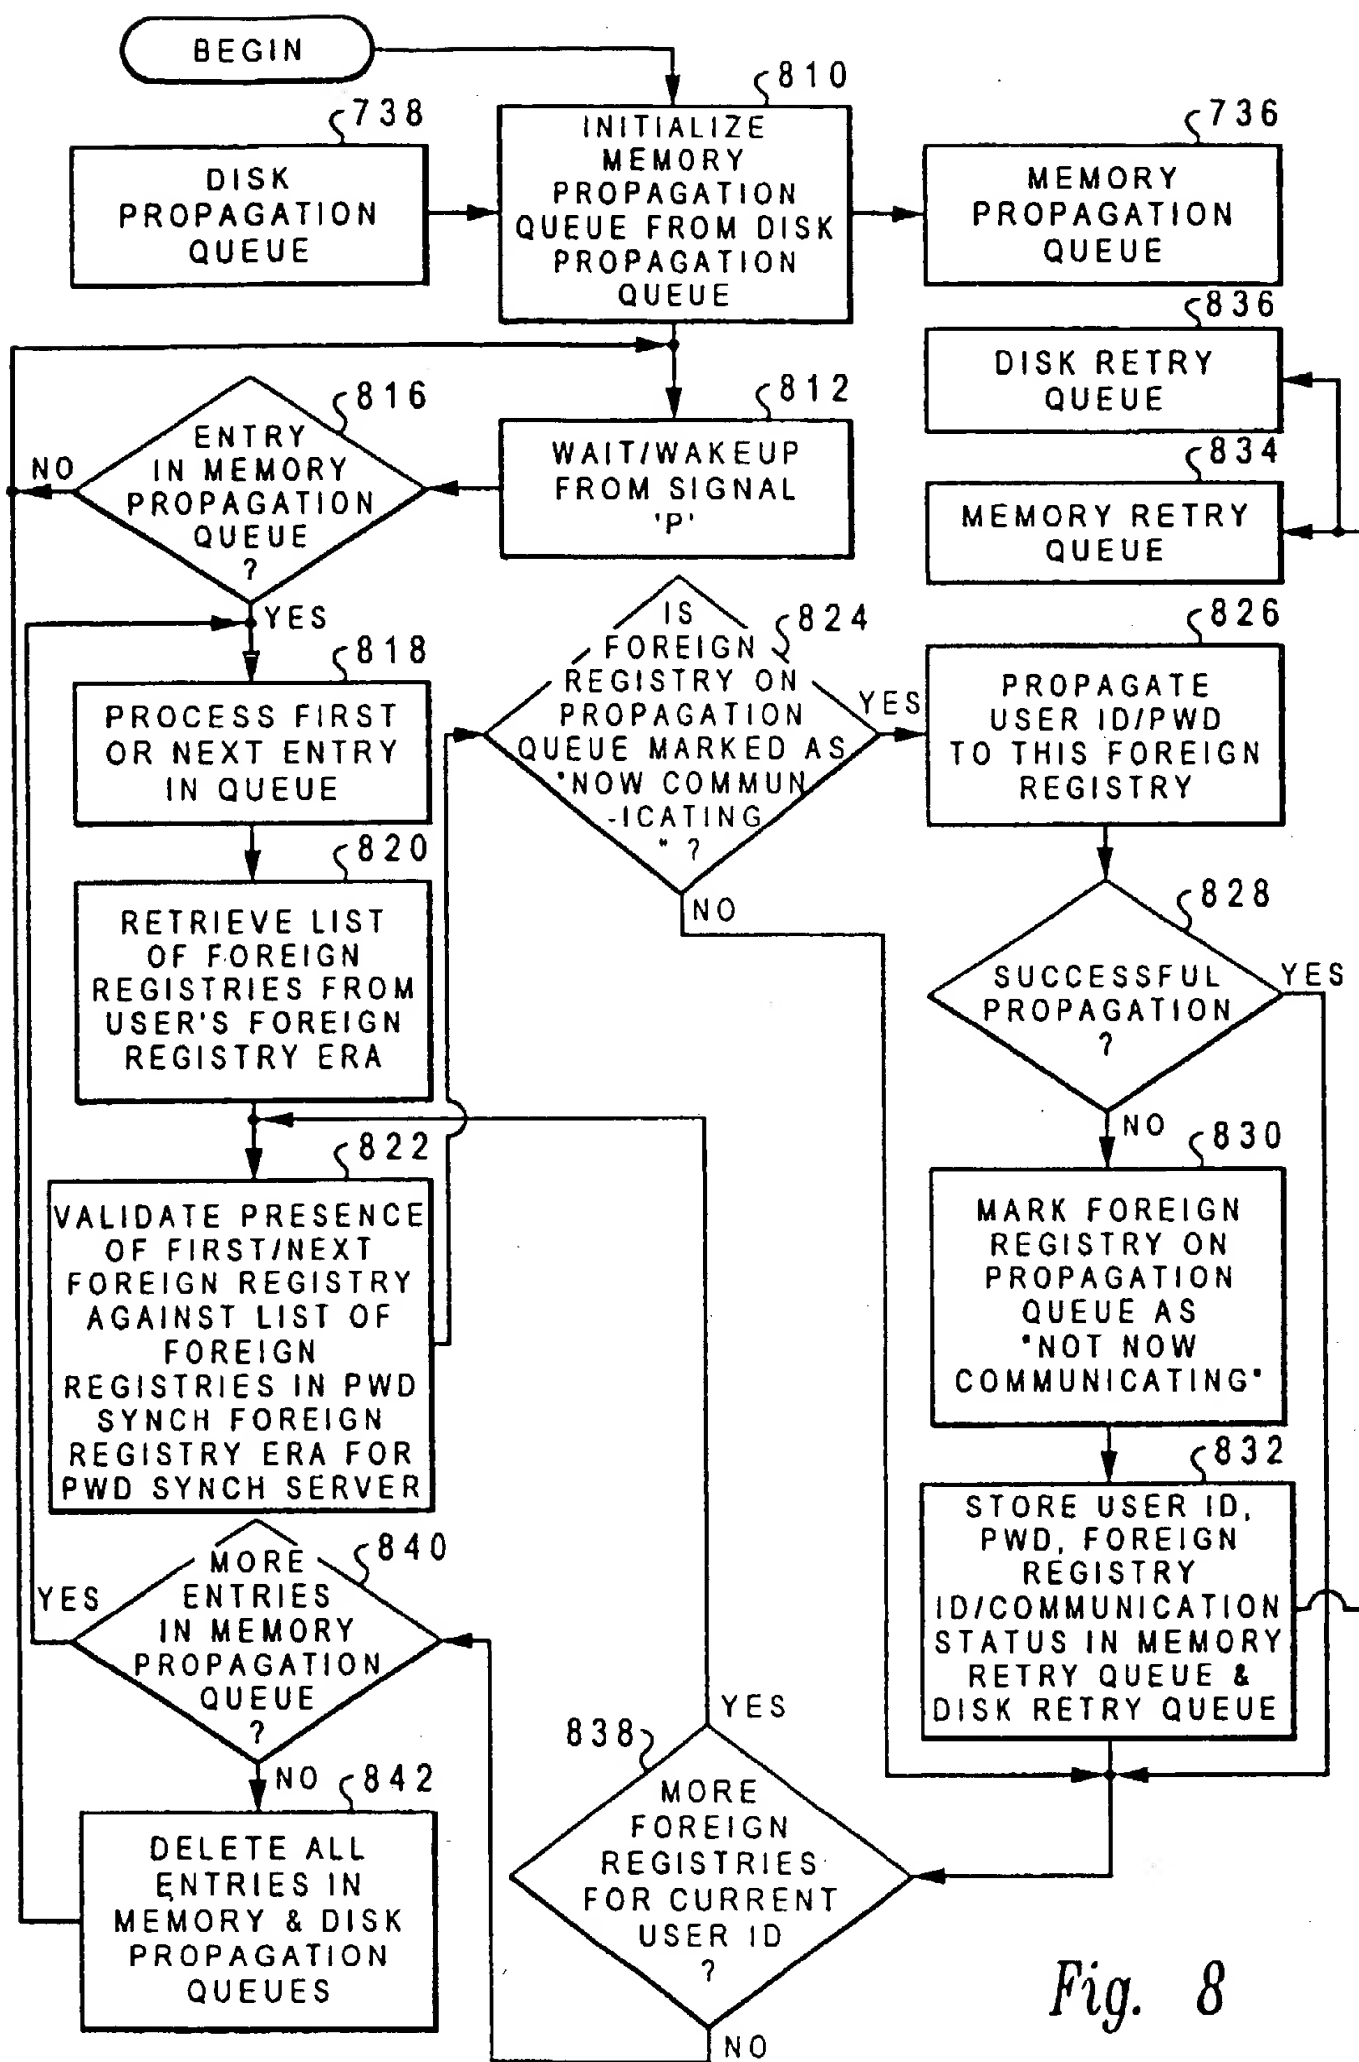 BEGIN
810
INITIALIZE
MEMORY
PROPAGATION
QUEUE FROM DISK
PROPAGATION
QUEUE
738
DISK
PROPAGATION
QUEUE
736
MEMORY
PROPAGATION
QUEUE
836
DISK RETRY
QUEUE
834
MEMORY RETRY
QUEUE
812
WAIT/WAKEUP
FROM SIGNAL
'P'
816
ENTRY
IN MEMORY
PROPAGATION
QUEUE
?
NO
YES
818
PROCESS FIRST
OR NEXT ENTRY
IN QUEUE
820
RETRIEVE LIST
OF FOREIGN
REGISTRIES FROM
USER'S FOREIGN
REGISTRY ERA
822
VALIDATE PRESENCE
OF FIRST/NEXT
FOREIGN REGISTRY
AGAINST LIST OF
FOREIGN
REGISTRIES IN PWD
SYNCH FOREIGN
REGISTRY ERA FOR
PWD SYNCH SERVER
824
IS
FOREIGN
REGISTRY ON
PROPAGATION
QUEUE MARKED AS
"NOW COMMUN
-ICATING
" ?
YES
NO
826
PROPAGATE
USER ID/PWD
TO THIS FOREIGN
REGISTRY
828
SUCCESSFUL
PROPAGATION
?
YES
NO
830
MARK FOREIGN
REGISTRY ON
PROPAGATION
QUEUE AS
"NOT NOW
COMMUNICATING"
832
STORE USER ID,
PWD, FOREIGN
REGISTRY
ID/COMMUNICATION
STATUS IN MEMORY
RETRY QUEUE &
DISK RETRY QUEUE
838
MORE
FOREIGN
REGISTRIES
FOR CURRENT
USER ID
?
YES
NO
840
MORE
ENTRIES
IN MEMORY
PROPAGATION
QUEUE
?
YES
NO
842
DELETE ALL
ENTRIES IN
MEMORY & DISK
PROPAGATION
QUEUES
Fig. 8